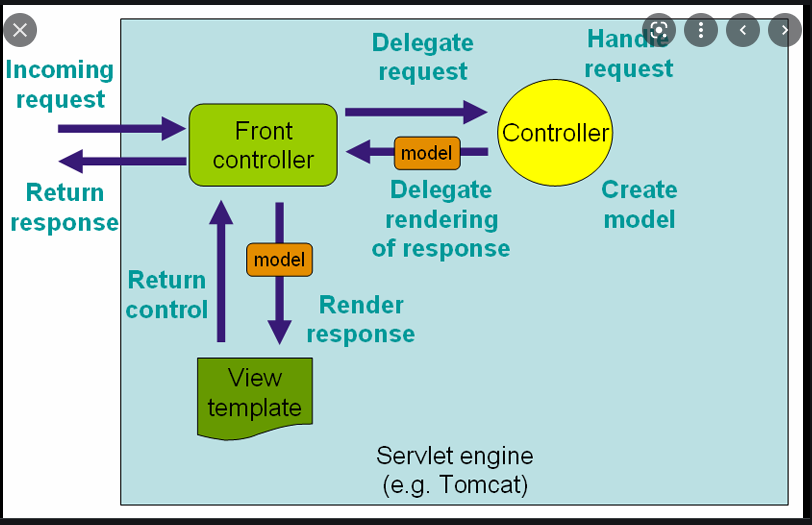 Incoming
request
Return
response
Delegate
request
Handle
request
Front
controller
Controller
model
Delegate
rendering
of response
Create
model
model
Return
control
Render
response
View
template
Servlet engine
(e.g. Tomcat)